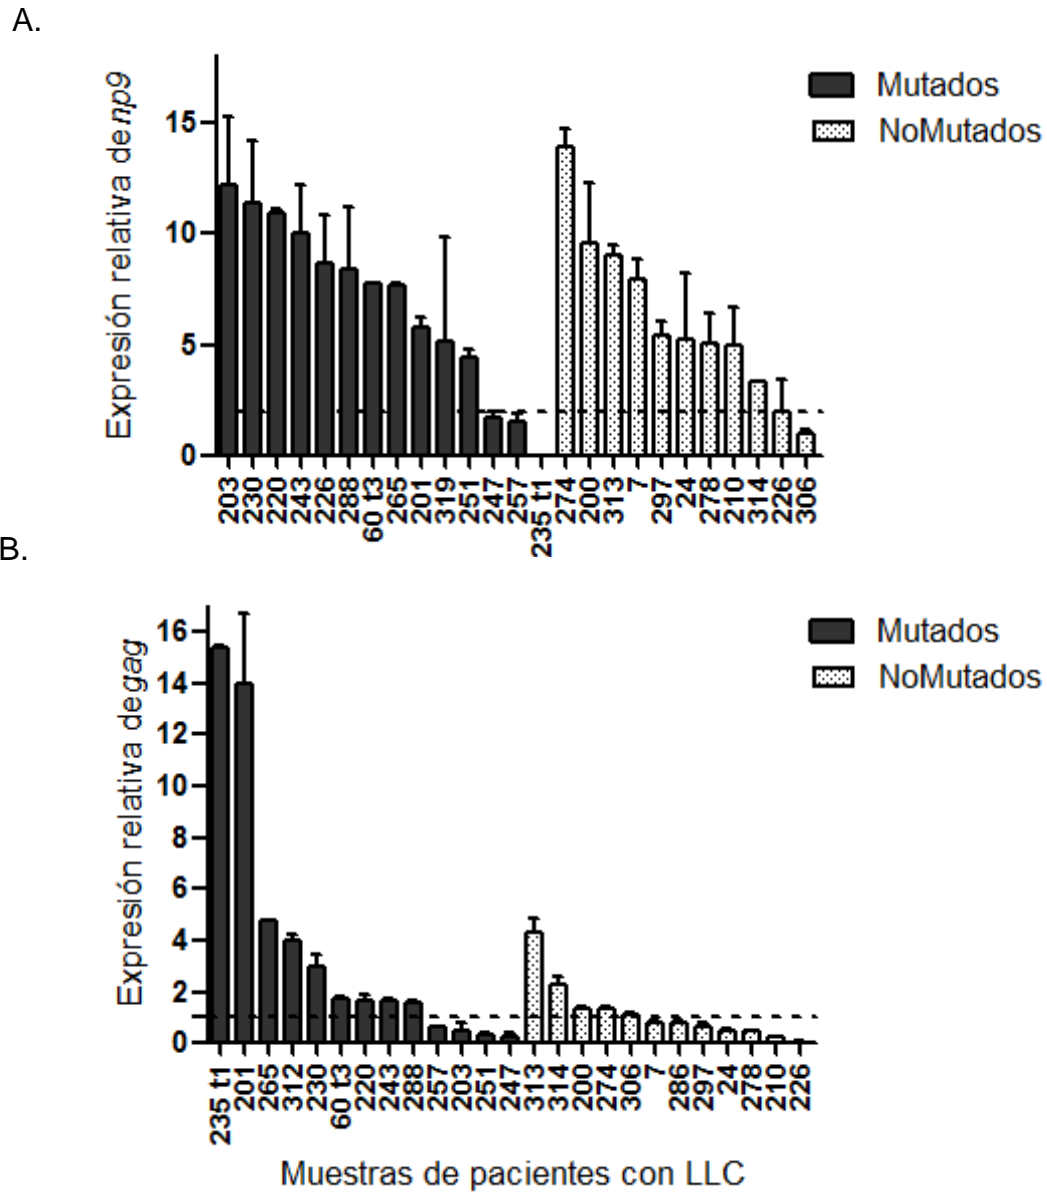 A.
Expresión relativa de np9
15
10
5
0
Mutados
NoMutados
203 230 220 243 226 288 60 t3 265 201 319 251 247 257 235 t1 274 200 313 7 297 24 278 210 314 226 306
B.
Expresión relativa de gag
16
14
12
10
8
6
4
2
0
Mutados
NoMutados
235 t1 201 265 312 230 60 t3 220 243 288 257 203 251 247 313 314 200 274 306 7 286 297 24 278 210 226
Muestras de pacientes con LLC